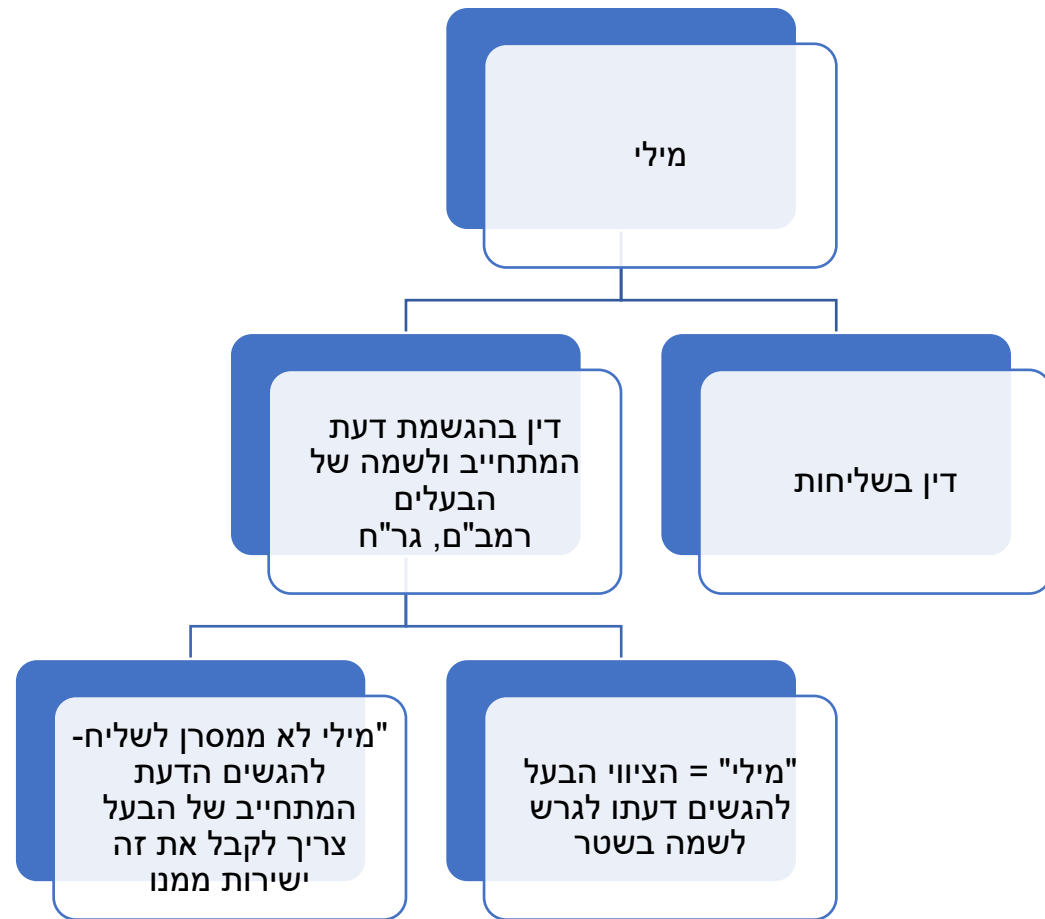 מילי
דין בשליחות
דין בהגשמת דעת
המתחייב ולשמה של
הבעלים
רמב"ם, גר"ח
"מילי" = הציווי הבעל
להגשים דעתו לגרש
לשמה בשטר
"מילי לא ממסרן לשליח-
להגשים הדעת
המתחייב של הבעל
צריך לקבל את זה
ישירות ממנו